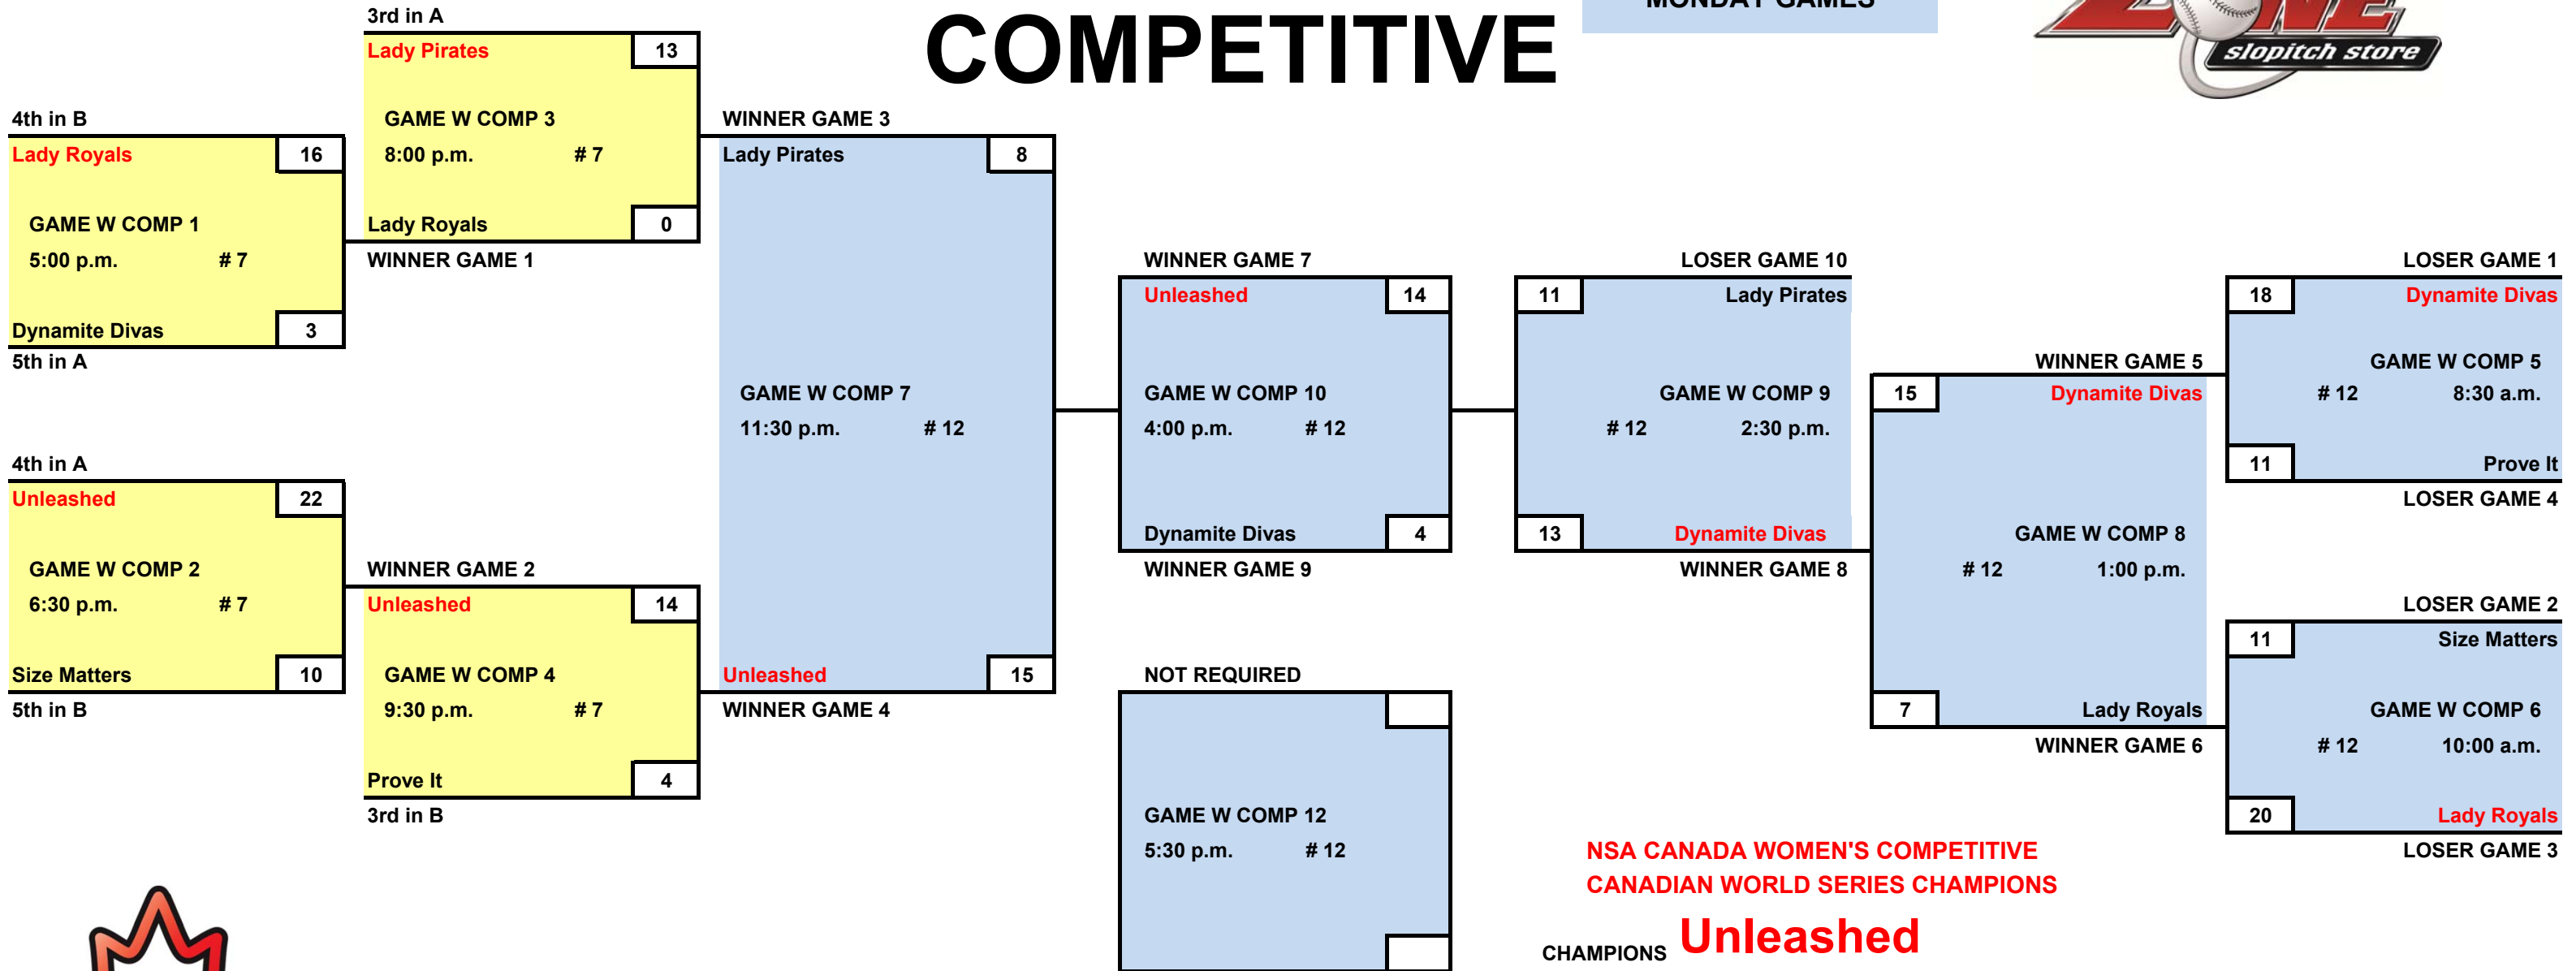 COMPETITIVE
MONDAY GAMES
ZONE
slopitch store
3rd in A
Lady Pirates 13
GAME W COMP 3
8:00 p.m. # 7
Lady Royals 0
WINNER GAME 1
4th in B
Lady Royals 16
GAME W COMP 1
5:00 p.m. # 7
Dynamite Divas 3
5th in A
4th in A
Unleashed 22
GAME W COMP 2
6:30 p.m. # 7
Size Matters 10
5th in B
WINNER GAME 2
Unleashed 14
GAME W COMP 4
9:30 p.m. # 7
Prove It 4
3rd in B
WINNER GAME 3
Lady Pirates 8
GAME W COMP 7
11:30 p.m. # 12
Unleashed 15
WINNER GAME 4
WINNER GAME 7
Unleashed 14
GAME W COMP 10
4:00 p.m. # 12
Dynamite Divas 4
WINNER GAME 9
NOT REQUIRED
GAME W COMP 12
5:30 p.m. # 12
LOSER GAME 10
11 Lady Pirates
GAME W COMP 9
# 12 2:30 p.m.
13 Dynamite Divas
WINNER GAME 8
WINNER GAME 5
15 Dynamite Divas
GAME W COMP 8
# 12 1:00 p.m.
7 Lady Royals
WINNER GAME 6
LOSER GAME 1
18 Dynamite Divas
GAME W COMP 5
# 12 8:30 a.m.
11 Prove It
LOSER GAME 4
LOSER GAME 2
11 Size Matters
GAME W COMP 6
# 12 10:00 a.m.
20 Lady Royals
LOSER GAME 3
NSA CANADA WOMEN'S COMPETITIVE
CANADIAN WORLD SERIES CHAMPIONS
CHAMPIONS Unleashed